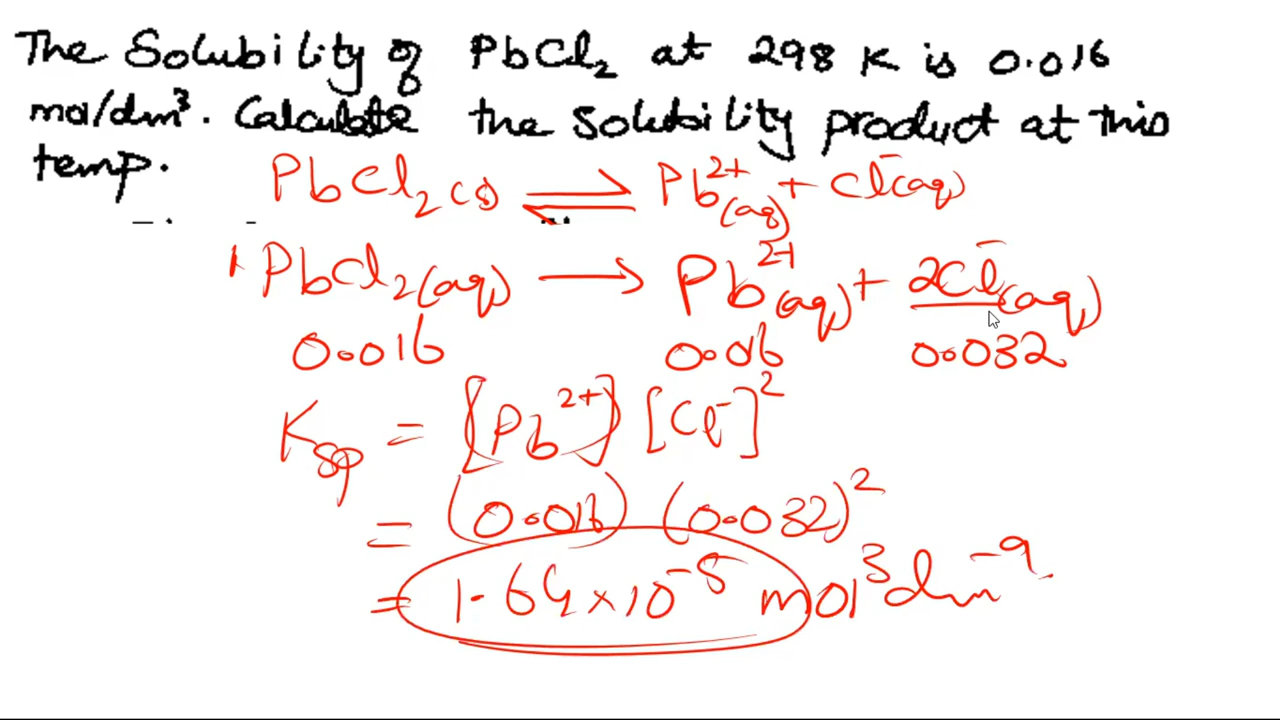 The Solubility of PbCl₂ at 298 K is 0.016
mol/dm³. Calculate the Solubility product at this
temp.
PbCl₂(s) ⇌ Pb²⁺(aq) + Cl⁻(aq)
1 PbCl₂(aq) ⟶ Pb²⁺(aq) + 2Cl⁻(aq)
0.016 0.016 0.032
Ksp = [Pb²⁺] [Cl⁻]²
= (0.016) (0.032)²
= 1.64 × 10⁻⁵ mol³dm⁻⁹